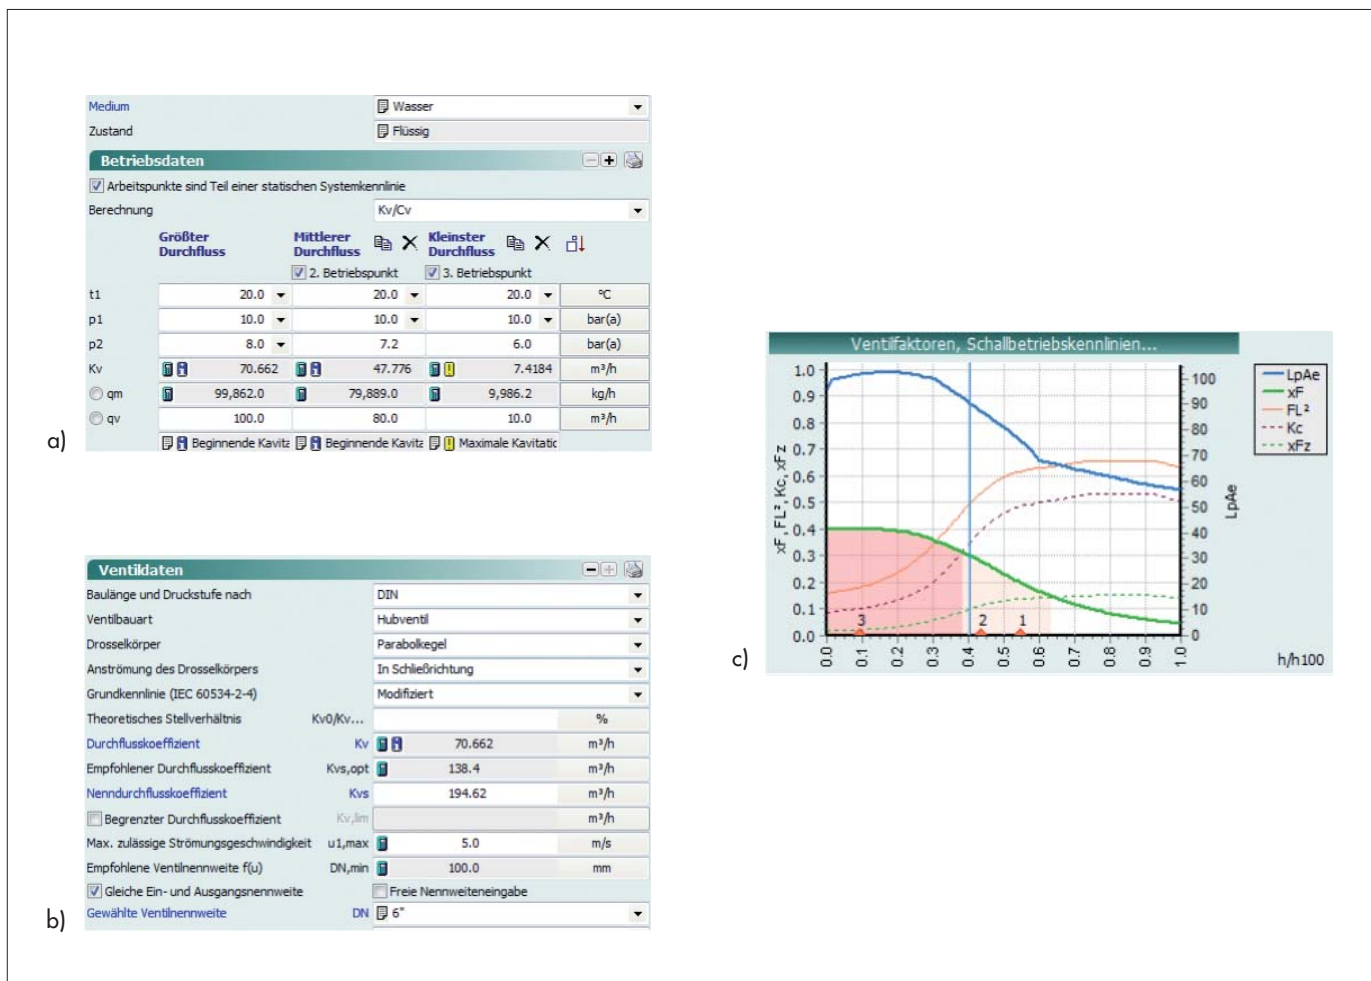 Medium Wasser
Zustand Flüssig
Betriebsdaten
Arbeitspunkte sind Teil einer statischen Systemkennlinie
Berechnung Kv/Cv
Größter Durchfluss Mittlerer Durchfluss Kleinster Durchfluss
2. Betriebspunkt 3. Betriebspunkt
t1 20.0 20.0 20.0 °C
p1 10.0 10.0 10.0 bar(a)
p2 8.0 7.2 6.0 bar(a)
Kv 70.662 47.776 7.4184 m³/h
qm 99,862.0 79,889.0 9,986.2 kg/h
qv 100.0 80.0 10.0 m³/h
a) Beginnende Kavita Beginnende Kavita Maximale Kavitatic
Ventildaten
Baulänge und Druckstufe nach DIN
Ventilbauart Hubventil
Drosselkörper Parabolkegel
Anströmung des Drosselkörpers In Schließrichtung
Grundkennlinie (IEC 60534-2-4) Modifiziert
Theoretisches Stellverhältnis Kv0/Kv... %
Durchflusskoeffizient Kv 70.662 m³/h
Empfohlener Durchflusskoeffizient Kvs,opt 138.4 m³/h
Nenndurchflusskoeffizient Kvs 194.62 m³/h
Begrenzter Durchflusskoeffizient Kv,lim m³/h
Max. zulässige Strömungsgeschwindigkeit u1,max 5.0 m/s
Empfohlene Ventilnennweite f(u) DN,min 100.0 mm
Gleiche Ein- und Ausgangsnennweite Freie Nennweiteneingabe
b) Gewählte Ventilnennweite DN 6"
Ventilfaktoren, Schallbetriebskennlinien...
1.0 100 LpAe
0.9 90 xF
0.8 80 FL²
0.7 70 Kc
0.6 60 xFz
0.5 50
0.4 40
0.3 30
0.2 20
0.1 10
0.0 0
xF, FL², Kc, xFz
LpAe
3 2 1
c)
0.0 0.1 0.2 0.3 0.4 0.5 0.6 0.7 0.8 0.9 1.0
h/h100